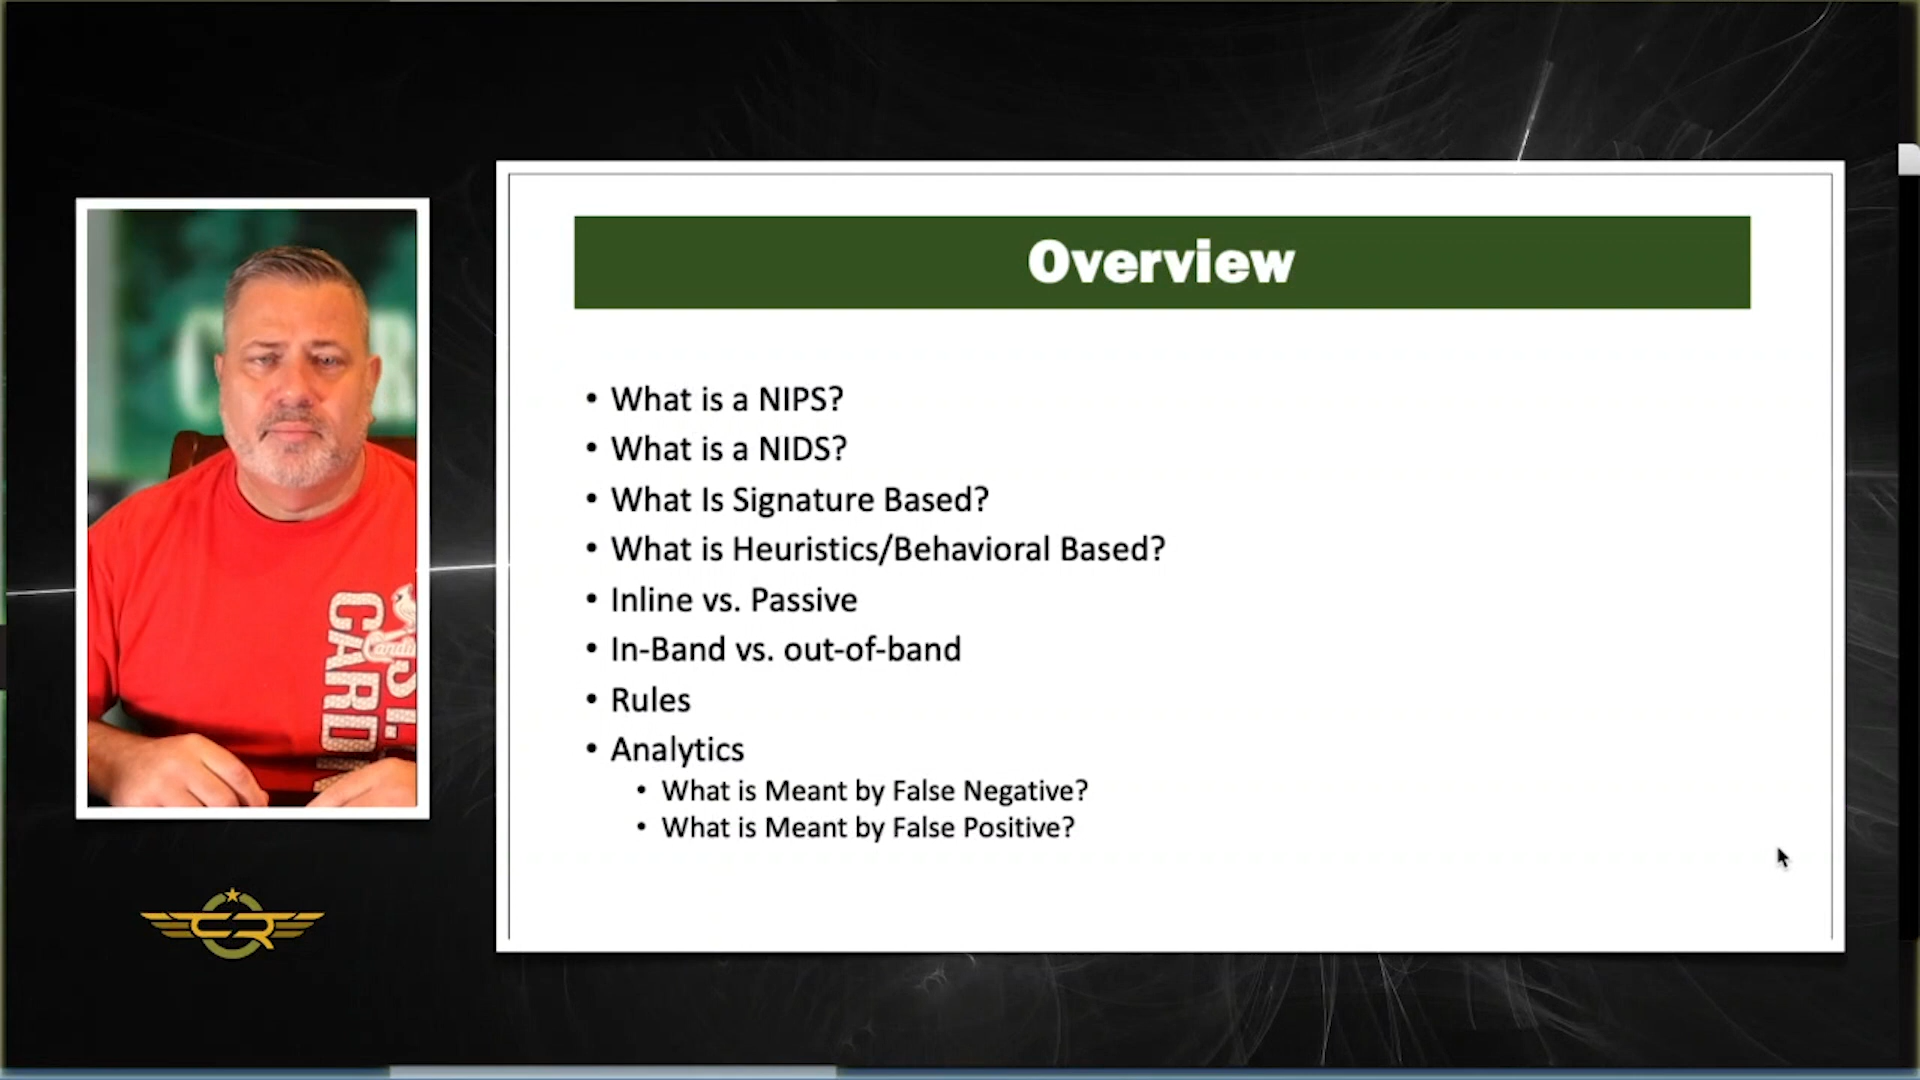 Overview
• What is a NIPS?
• What is a NIDS?
• What Is Signature Based?
• What is Heuristics/Behavioral Based?
• Inline vs. Passive
• In-Band vs. out-of-band
• Rules
• Analytics
• What is Meant by False Negative?
• What is Meant by False Positive?